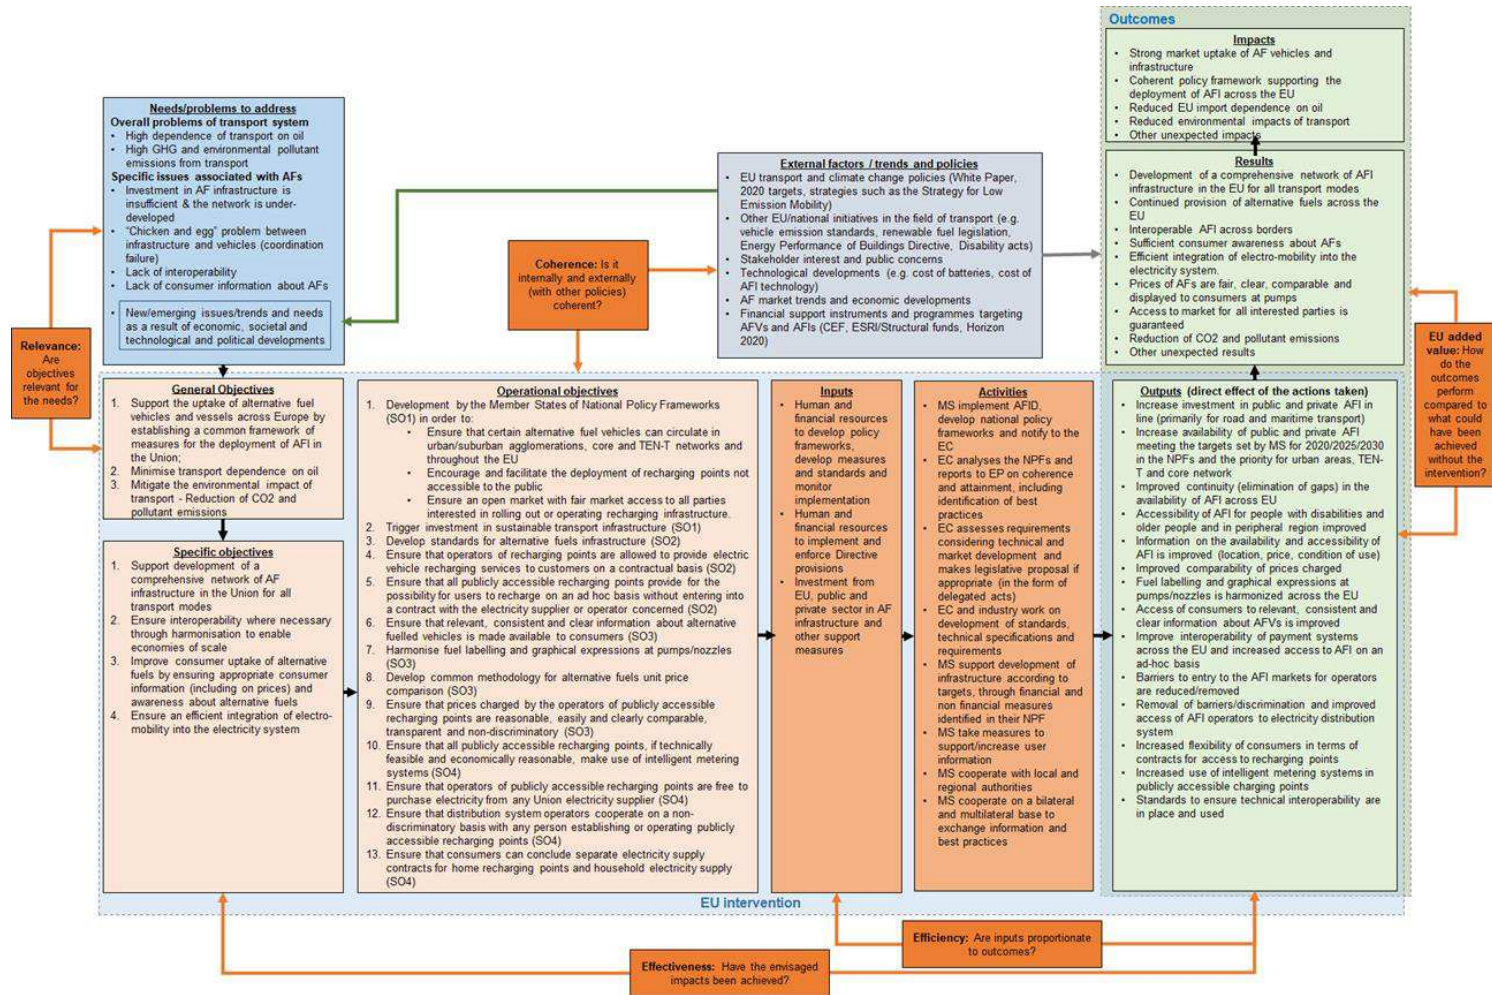 Outcomes
Impacts
• Strong market uptake of AF vehicles and
infrastructure
• Coherent policy framework supporting the
deployment of AFI across the EU
• Reduced EU import dependence on oil
• Reduced environmental impacts of transport
• Other unexpected impacts
Needs/problems to address
Overall problems of transport system
• High dependence of transport on oil
• High GHG and environmental pollutant
emissions from transport
Specific issues associated with AFs
• Investment in AF infrastructure is
insufficient & the network is under-
developed
• “Chicken and egg” problem between
infrastructure and vehicles (coordination
failure)
• Lack of interoperability
• Lack of consumer information about AFs
• New/emerging issues/trends and needs
as a result of economic, societal and
technological and political developments
External factors / trends and policies
• EU transport and climate change policies (White Paper,
2020 targets, strategies such as the Strategy for Low
Emission Mobility)
• Other EU/national initiatives in the field of transport (e.g.
vehicle emission standards, renewable fuel legislation,
Energy Performance of Buildings Directive, Disability acts)
• Stakeholder interest and public concerns
• Technological developments (e.g. cost of batteries, cost of
AFI technology)
• AF market trends and economic developments
• Financial support instruments and programmes targeting
AFVs and AFIs (CEF, ESRI/Structural funds, Horizon
2020)
Results
• Development of a comprehensive network of AFI
infrastructure in the EU for all transport modes
• Continued provision of alternative fuels across the
EU
• Interoperable AFI across borders
• Sufficient consumer awareness about AFs
• Efficient integration of electro-mobility into the
electricity system.
• Prices of AFs are fair, clear, comparable and
displayed to consumers at pumps
• Access to market for all interested parties is
guaranteed
• Reduction of CO2 and pollutant emissions
• Other unexpected results
Coherence: Is it
internally and externally
(with other policies)
coherent?
Relevance:
Are
objectives
relevant for
the needs?
EU added
value: How
do the
outcomes
perform
compared to
what could
have been
achieved
without the
intervention?
General Objectives
1. Support the uptake of alternative fuel
vehicles and vessels across Europe by
establishing a common framework of
measures for the deployment of AFI in
the Union;
2. Minimise transport dependence on oil
3. Mitigate the environmental impact of
transport - Reduction of CO2 and
pollutant emissions
Specific objectives
1. Support development of a
comprehensive network of AF
infrastructure in the Union for all
transport modes
2. Ensure interoperability where necessary
through harmonisation to enable
economies of scale
3. Improve consumer uptake of alternative
fuels by ensuring appropriate consumer
information (including on prices) and
awareness about alternative fuels
4. Ensure an efficient integration of electro-
mobility into the electricity system
Operational objectives
1. Development by the Member States of National Policy Frameworks
(SO1) in order to:
• Ensure that certain alternative fuel vehicles can circulate in
urban/suburban agglomerations, core and TEN-T networks and
throughout the EU
• Encourage and facilitate the deployment of recharging points not
accessible to the public
• Ensure an open market with fair market access to all parties
interested in rolling out or operating recharging infrastructure.
2. Trigger investment in sustainable transport infrastructure (SO1)
3. Develop standards for alternative fuels infrastructure (SO2)
4. Ensure that operators of recharging points are allowed to provide electric
vehicle recharging services to customers on a contractual basis (SO2)
5. Ensure that all publicly accessible recharging points provide for the
possibility for users to recharge on an ad hoc basis without entering into
a contract with the electricity supplier or operator concerned (SO2)
6. Ensure that relevant, consistent and clear information about alternative
fuelled vehicles is made available to consumers (SO3)
7. Harmonise fuel labelling and graphical expressions at pumps/nozzles
(SO3)
8. Develop common methodology for alternative fuels unit price
comparison (SO3)
9. Ensure that prices charged by the operators of publicly accessible
recharging points are reasonable, easily and clearly comparable,
transparent and non-discriminatory (SO3)
10. Ensure that all publicly accessible recharging points, if technically
feasible and economically reasonable, make use of intelligent metering
systems (SO4)
11. Ensure that operators of publicly accessible recharging points are free to
purchase electricity from any Union electricity supplier (SO4)
12. Ensure that distribution system operators cooperate on a non-
discriminatory basis with any person establishing or operating publicly
accessible recharging points (SO4)
13. Ensure that consumers can conclude separate electricity supply
contracts for home recharging points and household electricity supply
(SO4)
Inputs
• Human and
financial resources
to develop policy
frameworks,
develop measures
and standards and
monitor
implementation
• Human and
financial resources
to implement and
enforce Directive
provisions
• Investment from
EU, public and
private sector in AF
infrastructure and
other support
measures
Activities
• MS implement AFID,
develop national policy
frameworks and notify to the
EC
• EC analyses the NPFs and
reports to EP on coherence
and attainment, including
identification of best
practices
• EC assesses requirements
considering technical and
market development and
makes legislative proposal if
appropriate (in the form of
delegated acts)
• EC and industry work on
development of standards,
technical specifications and
requirements
• MS support development of
infrastructure according to
targets, through financial and
non financial measures
identified in their NPF
• MS take measures to
support/increase user
information
• MS cooperate with local and
regional authorities
• MS cooperate on a bilateral
and multilateral base to
exchange information and
best practices
Outputs (direct effect of the actions taken)
• Increase investment in public and private AFI in
line (primarily for road and maritime transport)
• Increase availability of public and private AFI
meeting the targets set by MS for 2020/2025/2030
in the NPFs and the priority for urban areas, TEN-
T and core network
• Improved continuity (elimination of gaps) in the
availability of AFI across EU
• Accessibility of AFI for people with disabilities and
older people and in peripheral region improved
• Information on the availability and accessibility of
AFI is improved (location, price, condition of use)
• Improved comparability of prices charged
• Fuel labelling and graphical expressions at
pumps/nozzles is harmonized across the EU
• Access of consumers to relevant, consistent and
clear information about AFVs is improved
• Improve interoperability of payment systems
across the EU and increased access to AFI on an
ad-hoc basis
• Barriers to entry to the AFI markets for operators
are reduced/removed
• Removal of barriers/discrimination and improved
access of AFI operators to electricity distribution
system
• Increased flexibility of consumers in terms of
contracts for access to recharging points
• Increased use of intelligent metering systems in
publicly accessible charging points
• Standards to ensure technical interoperability are
in place and used
EU intervention
Efficiency: Are inputs proportionate
to outcomes?
Effectiveness: Have the envisaged
impacts been achieved?